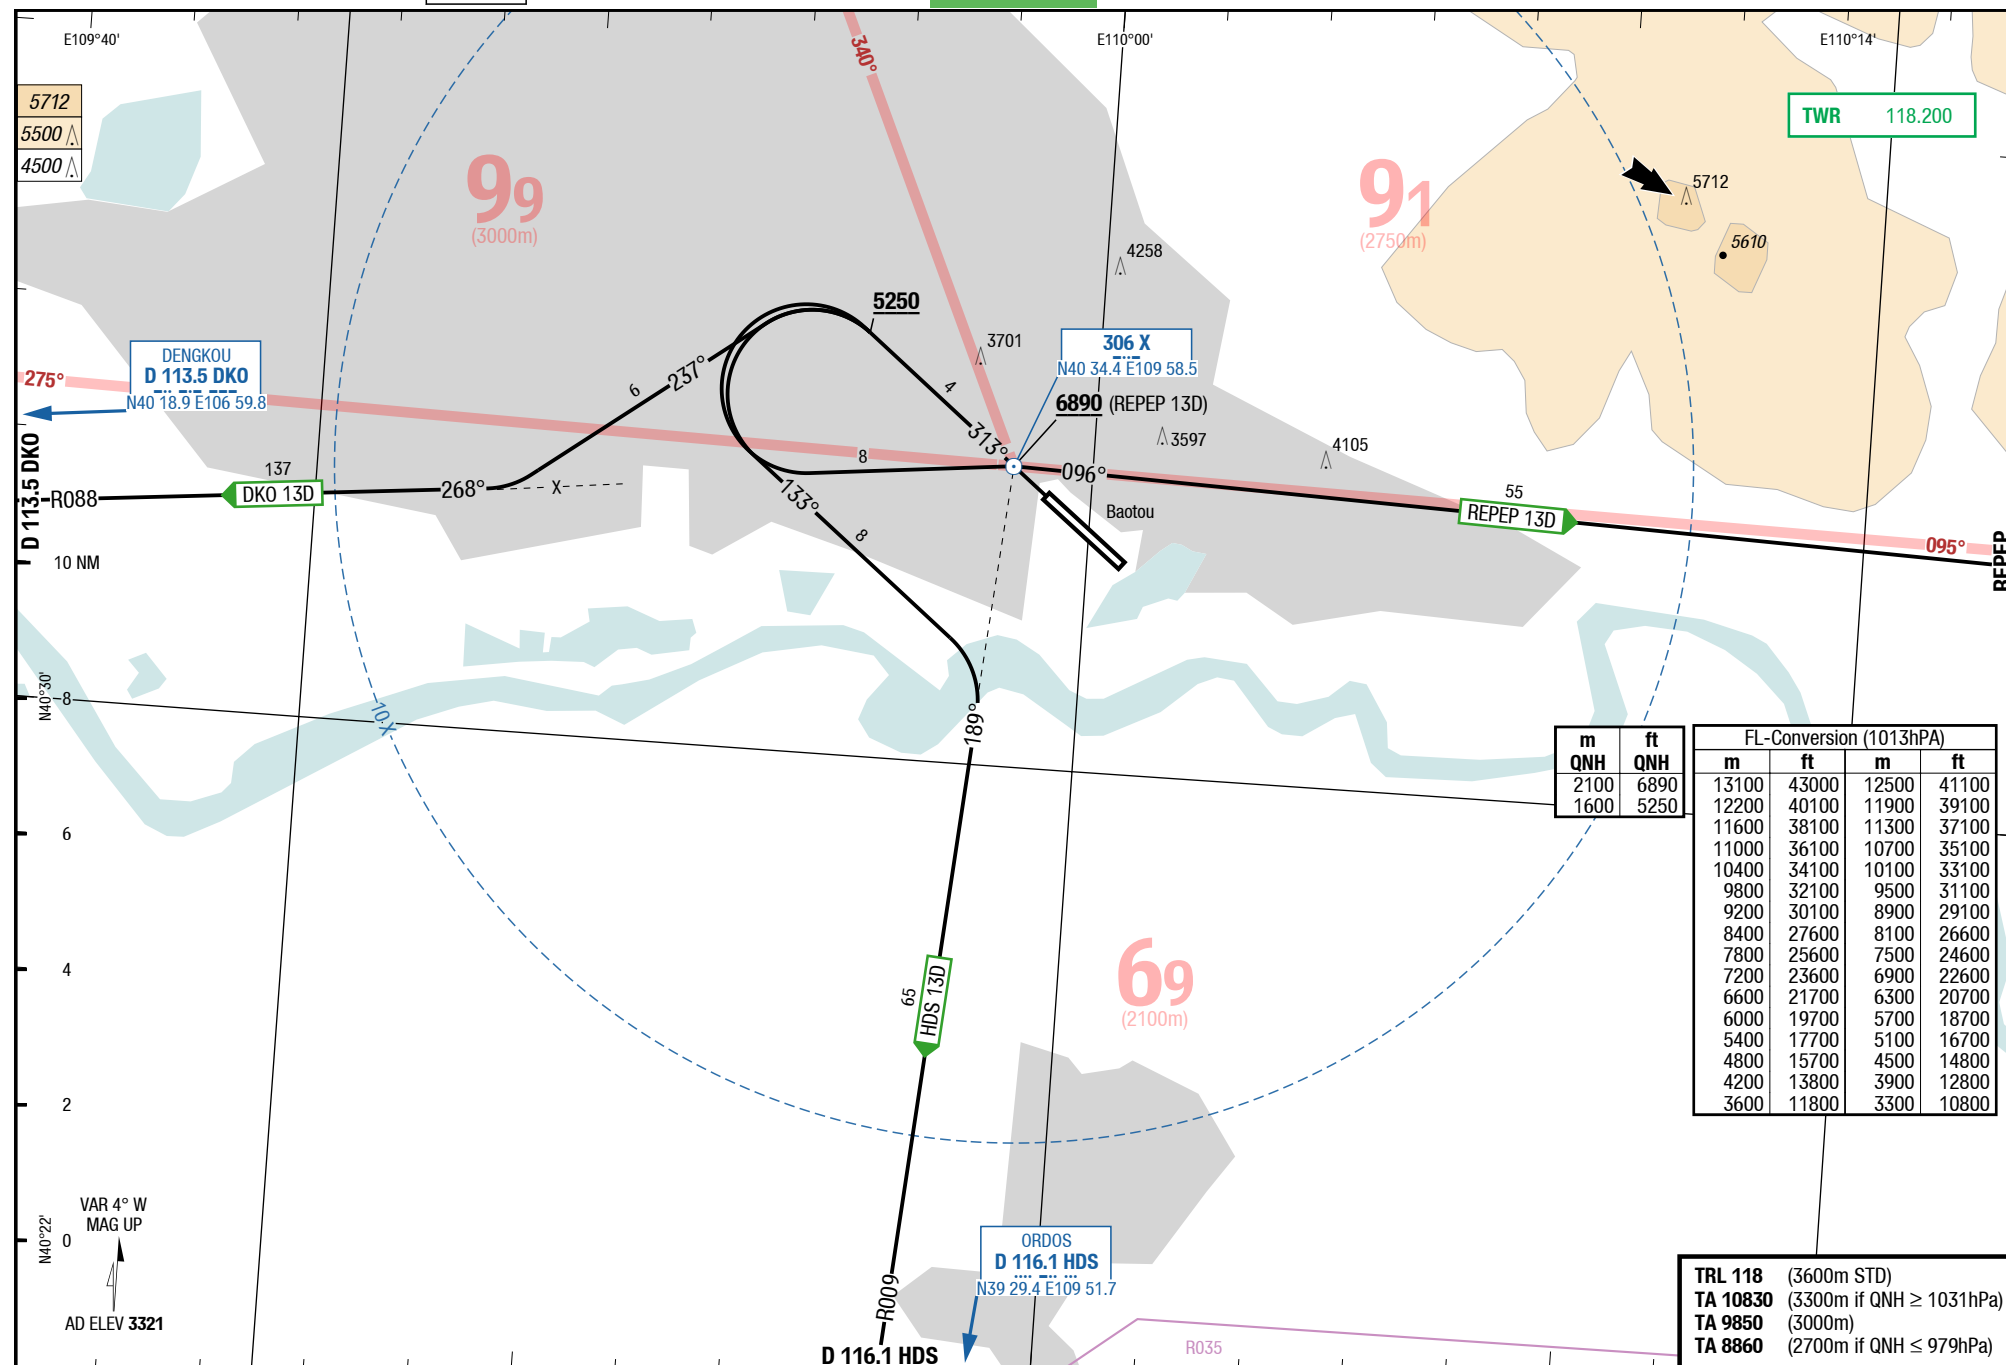 E109°40'
E110°00'
E110°14'
340°
5712
5500
4500
TWR 118.200
99
(3000m)
91
(2750m)
5712
5610
4258
5250
3701
306 X
N40 34.4 E109 58.5
DENGKOU
D 113.5 DKO
N40 18.9 E106 59.8
275°
237°
6
4
6890 (REPEP 13D)
313°
3597
4105
D 113.5 DKO
137
R088
DKO 13D
268°
X
8
096°
133°
8
Baotou
55
REPEP 13D
095°
REPEP
10 NM
N40°30'
8
10 X
189°
6
4
2
N40°22'
0
65
HDS 13D
69
(2100m)
m ft
QNH QNH
2100 6890
1600 5250
FL-Conversion (1013hPA)
m ft m ft
13100 43000 12500 41100
12200 40100 11900 39100
11600 38100 11300 37100
11000 36100 10700 35100
10400 34100 10100 33100
9800 32100 9500 31100
9200 30100 8900 29100
8400 27600 8100 26600
7800 25600 7500 24600
7200 23600 6900 22600
6600 21700 6300 20700
6000 19700 5700 18700
5400 17700 5100 16700
4800 15700 4500 14800
4200 13800 3900 12800
3600 11800 3300 10800
VAR 4° W
MAG UP
AD ELEV 3321
ORDOS
D 116.1 HDS
N39 29.4 E109 51.7
R009
D 116.1 HDS
R035
TRL 118 (3600m STD)
TA 10830 (3300m if QNH ≥ 1031hPa)
TA 9850 (3000m)
TA 8860 (2700m if QNH ≤ 979hPa)